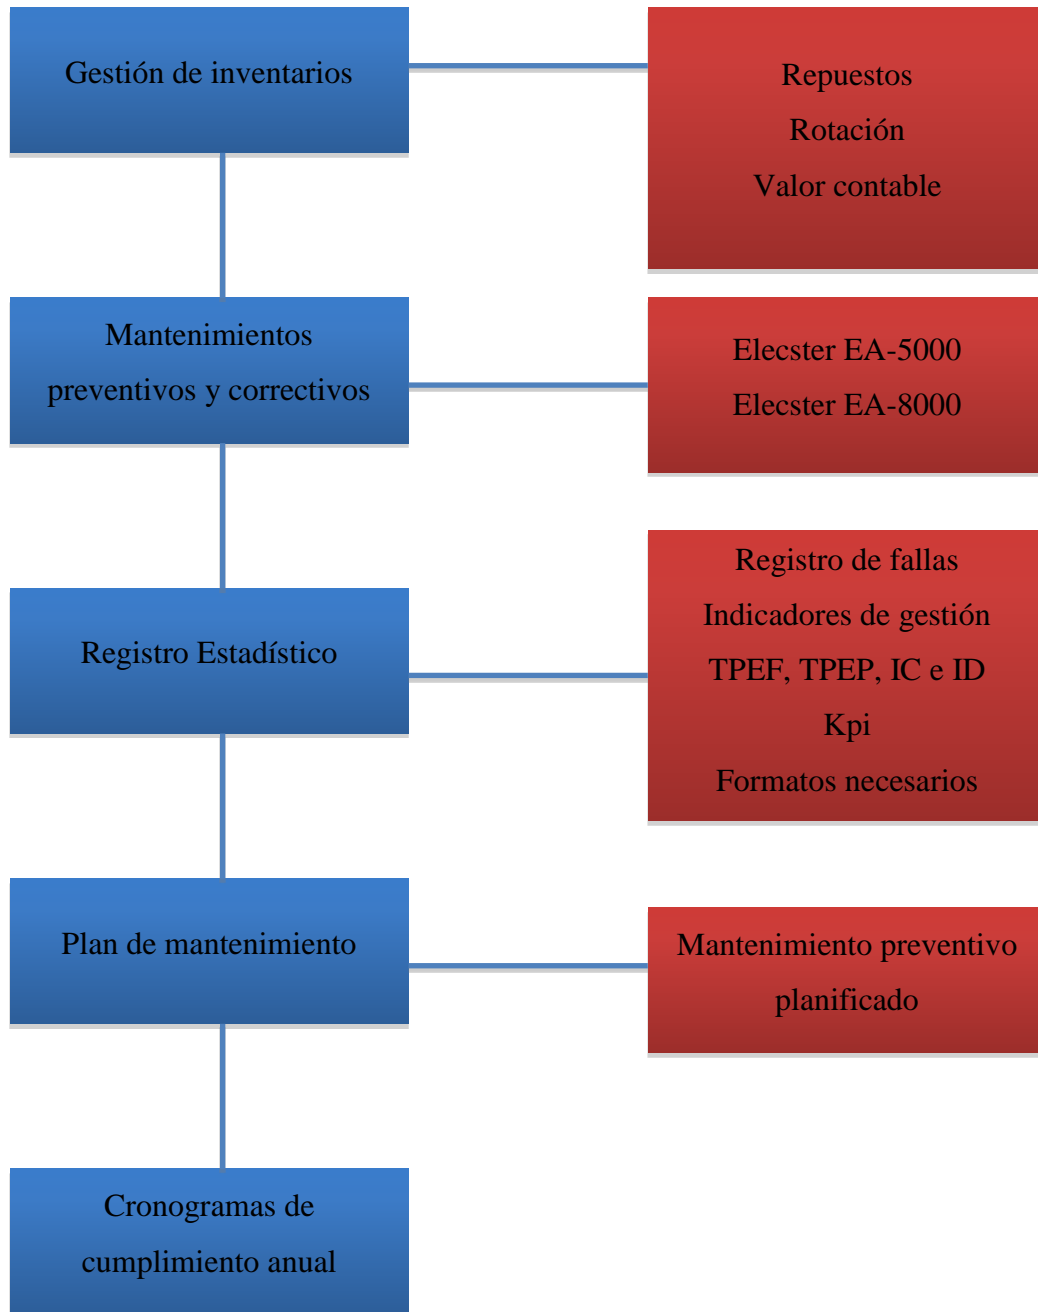 Gestión de inventarios
Repuestos
Rotación
Valor contable
Mantenimientos
preventivos y correctivos
Elecster EA-5000
Elecster EA-8000
Registro Estadístico
Registro de fallas
Indicadores de gestión
TPEF, TPEP, IC e ID
Kpi
Formatos necesarios
Plan de mantenimiento
Mantenimiento preventivo
planificado
Cronogramas de
cumplimiento anual